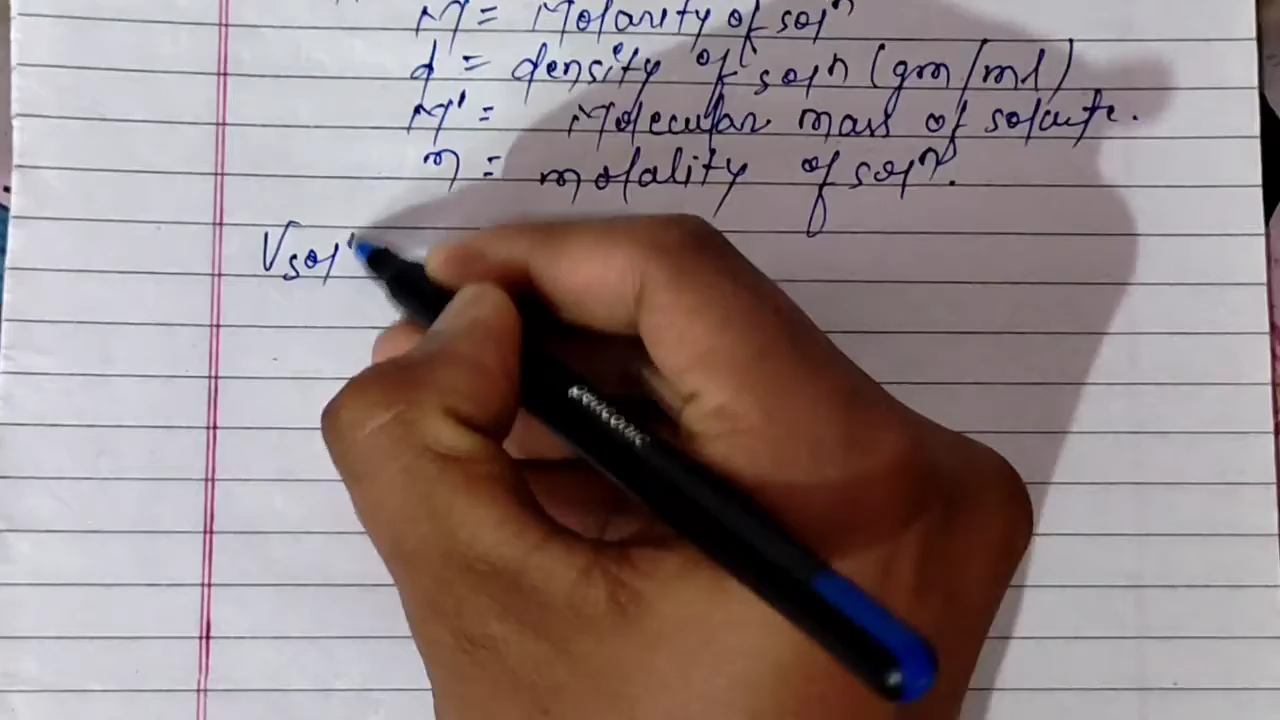 M = Molarity of solⁿ
d = density of solⁿ (gm/ml)
M' = Molecular mass of solute.
m = molality of solⁿ.
Vsol